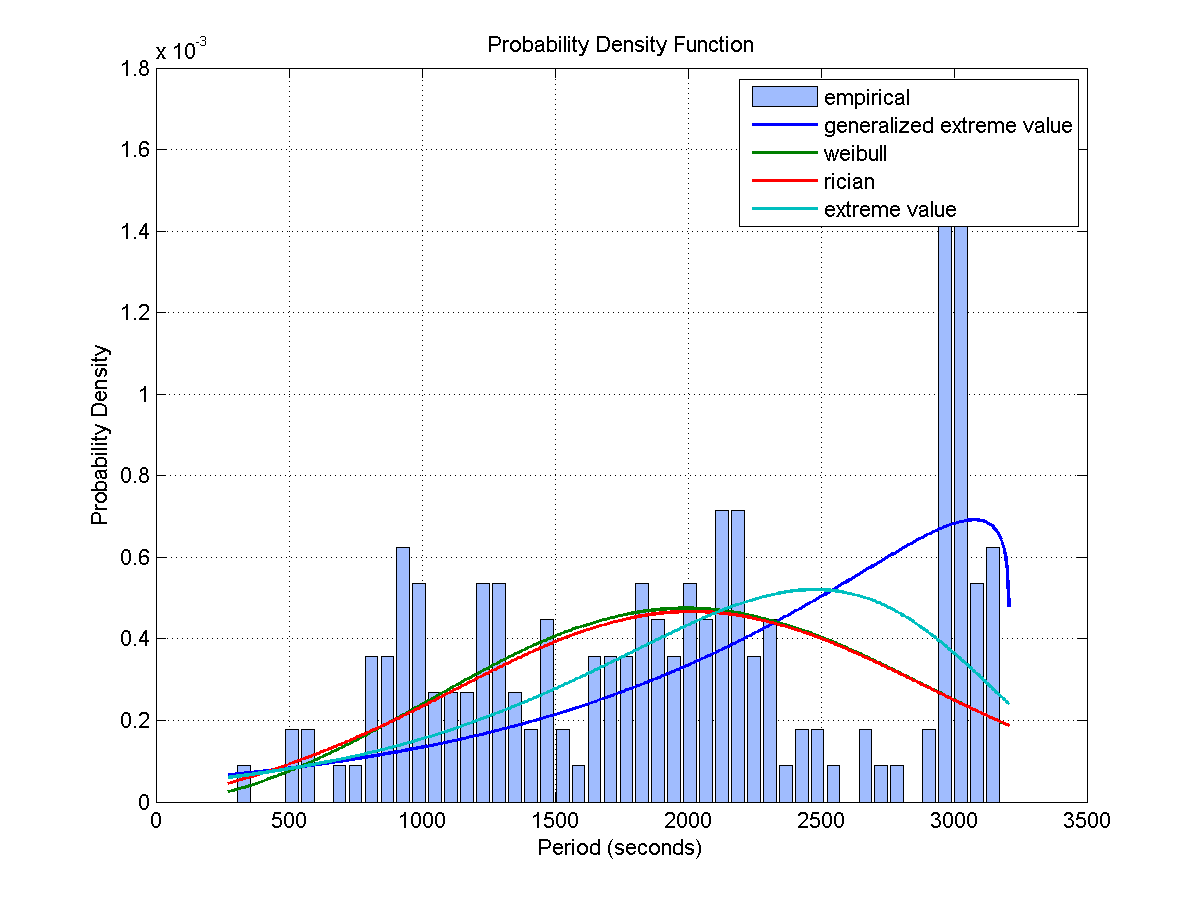 Probability Density Function
x 10-3
1.8
1.6
1.4
1.2
1
0.8
0.6
0.4
0.2
0
Probability Density
empirical
generalized extreme value
weibull
rician
extreme value
0 500 1000 1500 2000 2500 3000 3500
Period (seconds)